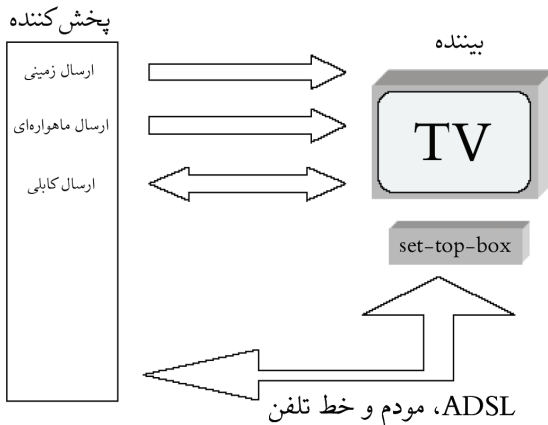 پخش‌کننده
ارسال زمینی
ارسال ماهواره‌ای
ارسال کابلی
بیننده
TV
set-top-box
ADSL، مودم و خط تلفن